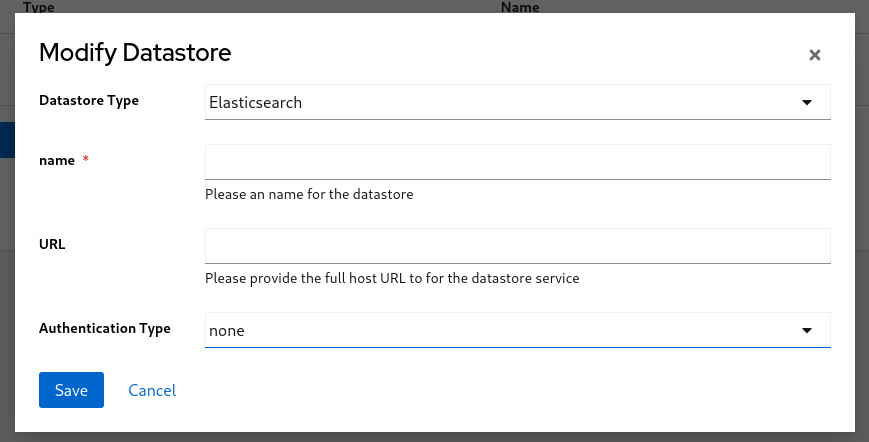 Type Name
Modify Datastore
Datastore Type Elasticsearch
name *
Please an name for the datastore
URL
Please provide the full host URL to for the datastore service
Authentication Type none
Save Cancel